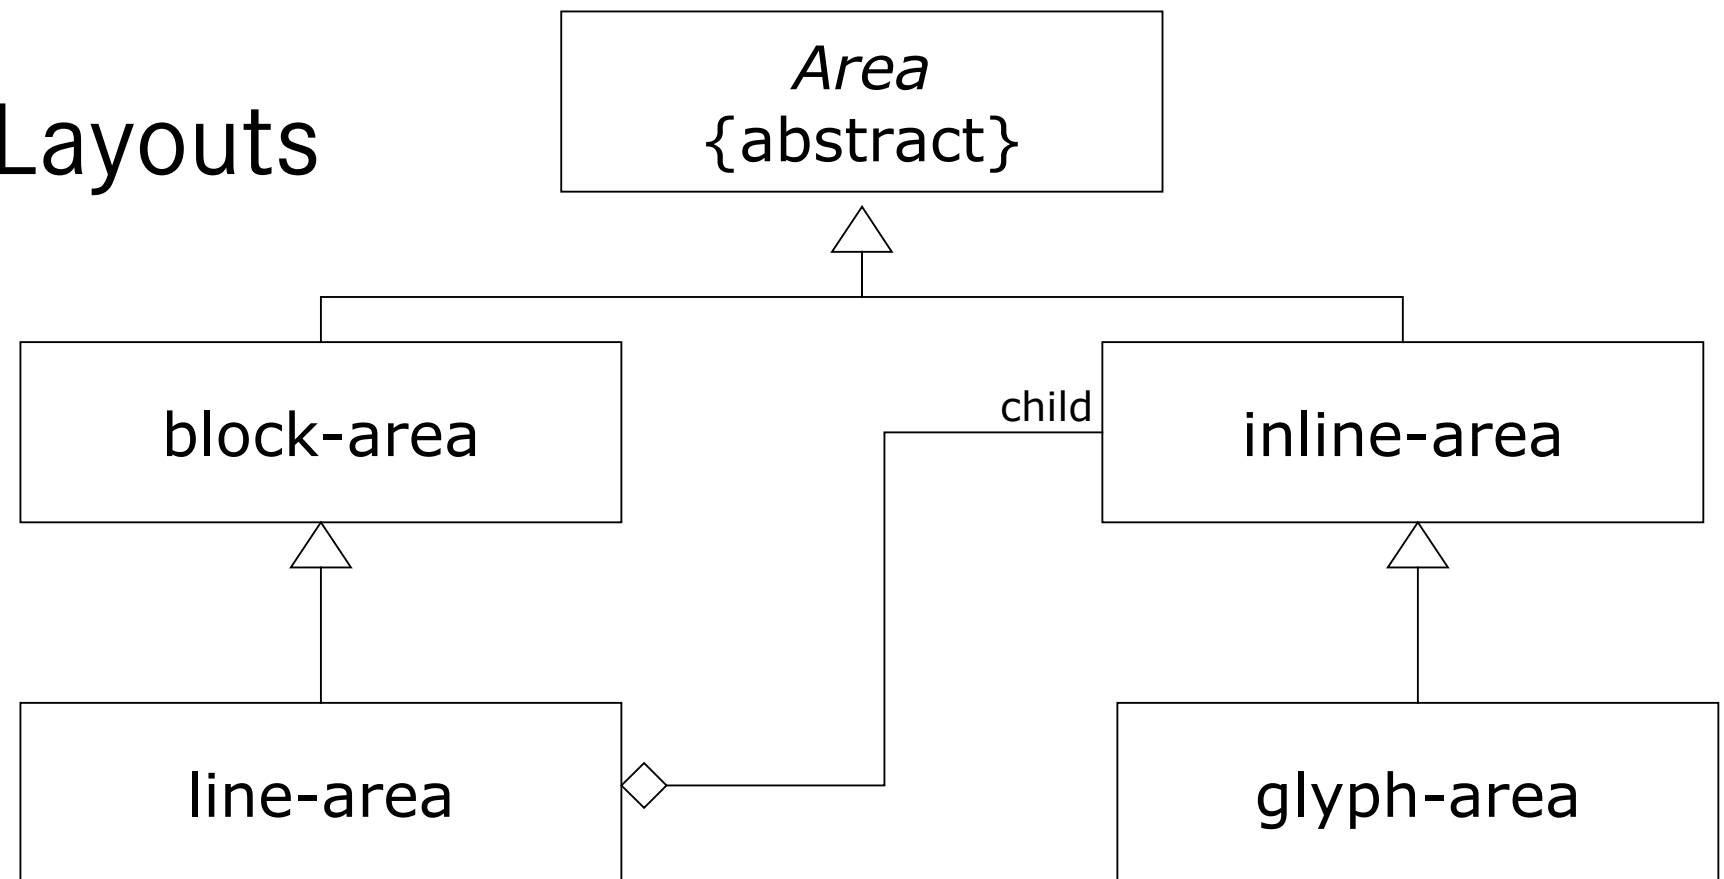 Layouts
Area
{abstract}
block-area
child
inline-area
line-area
glyph-area